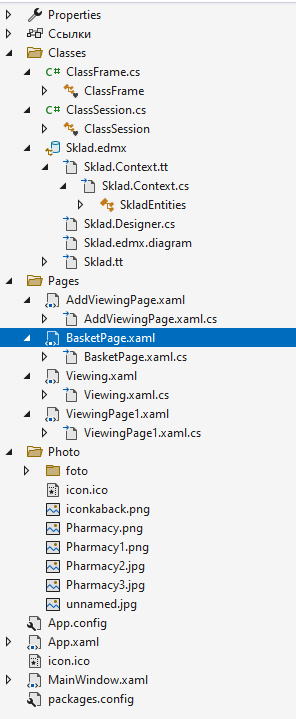 Properties
Ссылки
Classes
C# ClassFrame.cs
ClassFrame
C# ClassSession.cs
ClassSession
Sklad.edmx
Sklad.Context.tt
Sklad.Context.cs
SkladEntities
Sklad.Designer.cs
Sklad.edmx.diagram
Sklad.tt
Pages
AddViewingPage.xaml
AddViewingPage.xaml.cs
BasketPage.xaml
BasketPage.xaml.cs
Viewing.xaml
Viewing.xaml.cs
ViewingPage1.xaml
ViewingPage1.xaml.cs
Photo
foto
icon.ico
iconkaback.png
Pharmacy.png
Pharmacy1.png
Pharmacy2.jpg
Pharmacy3.jpg
unnamed.jpg
App.config
App.xaml
icon.ico
MainWindow.xaml
packages.config